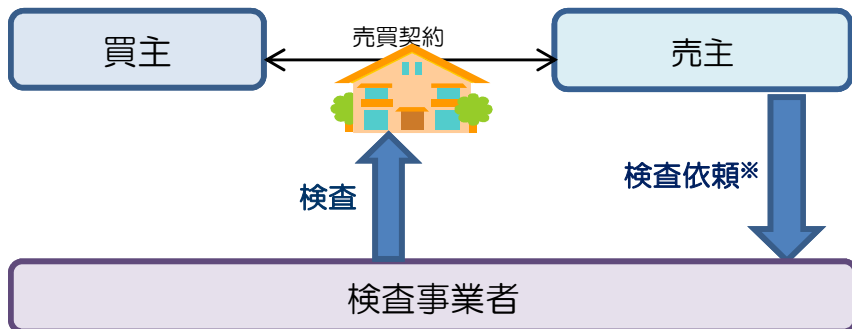 買主
売買契約
売主
検査
検査依頼※
検査事業者